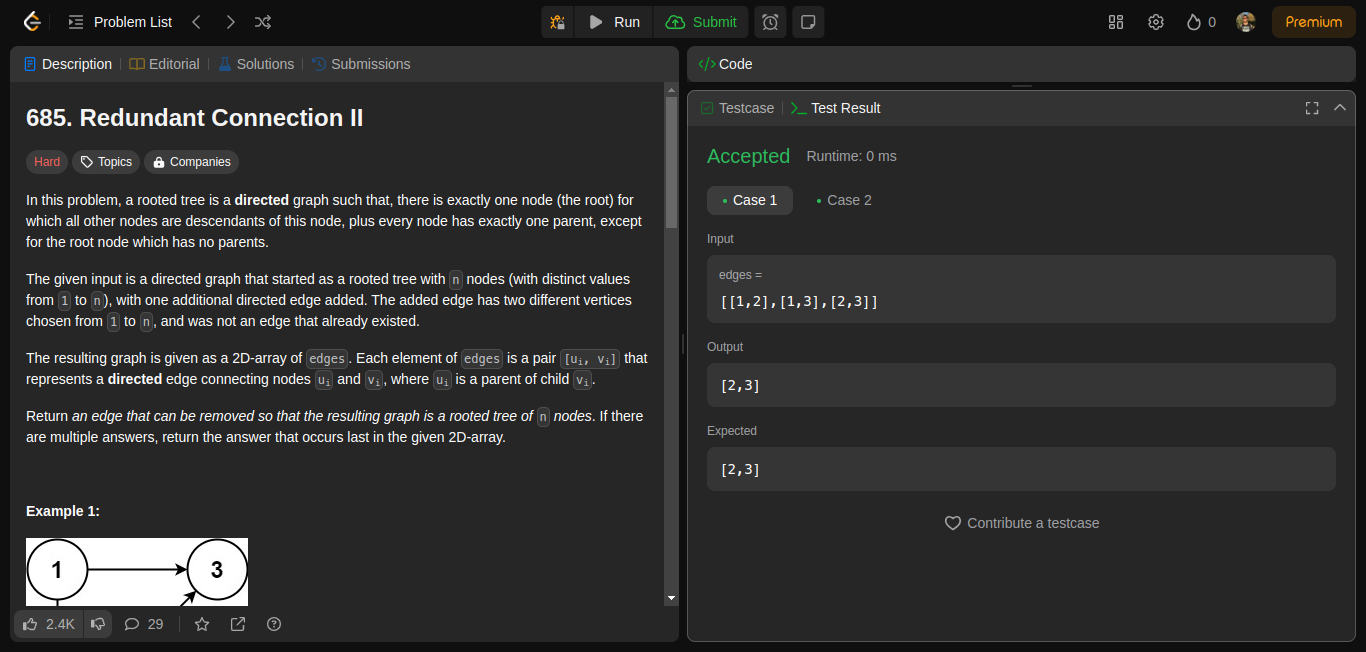 Problem List
Run
Submit
0
Premium
Description
Editorial
Solutions
Submissions
685. Redundant Connection II
Hard
Topics
Companies
In this problem, a rooted tree is a directed graph such that, there is exactly one node (the root) for
which all other nodes are descendants of this node, plus every node has exactly one parent, except
for the root node which has no parents.
The given input is a directed graph that started as a rooted tree with n nodes (with distinct values
from 1 to n), with one additional directed edge added. The added edge has two different vertices
chosen from 1 to n, and was not an edge that already existed.
The resulting graph is given as a 2D-array of edges. Each element of edges is a pair [ui, vi] that
represents a directed edge connecting nodes ui and vi, where ui is a parent of child vi.
Return an edge that can be removed so that the resulting graph is a rooted tree of n nodes. If there
are multiple answers, return the answer that occurs last in the given 2D-array.
Example 1:
1
3
2.4K
29
</> Code
Testcase
Test Result
Accepted
Runtime: 0 ms
Case 1
Case 2
Input
edges =
[[1,2],[1,3],[2,3]]
Output
[2,3]
Expected
[2,3]
Contribute a testcase